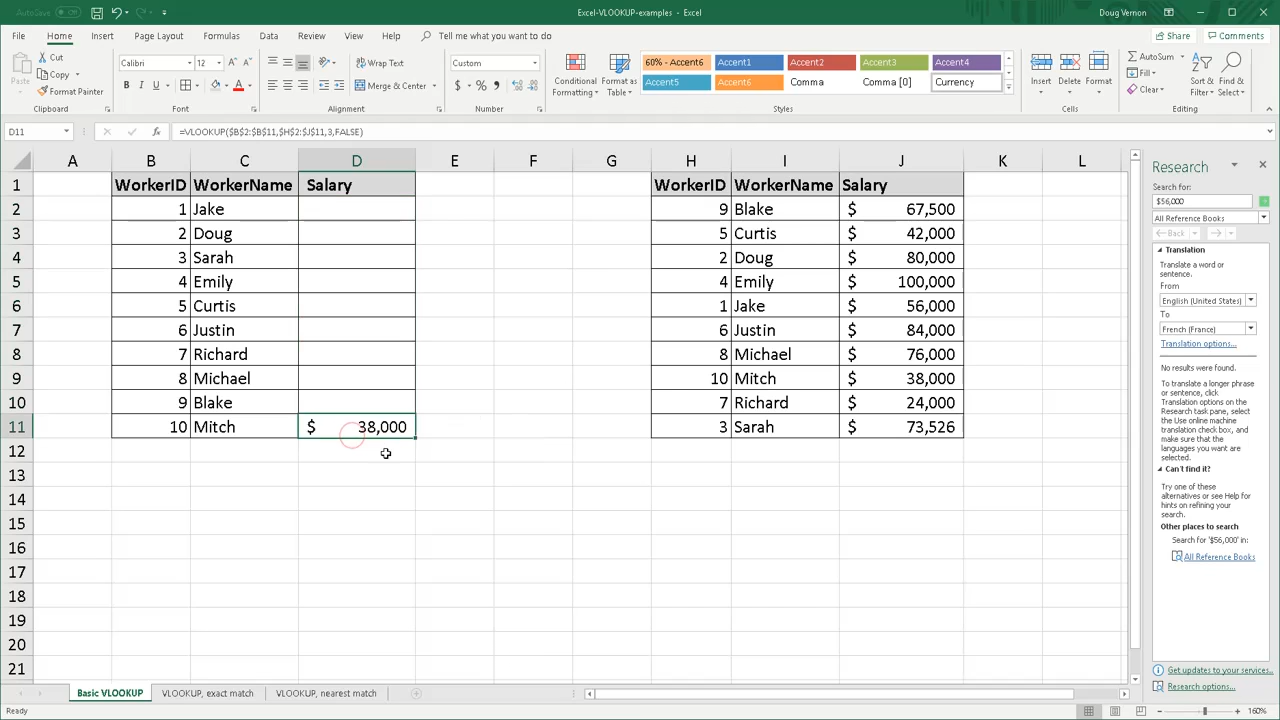 AutoSave Off
Excel-VLOOKUP-examples - Excel
Doug Vernon
File Home Insert Page Layout Formulas Data Review View Help Tell me what you want to do
Share Comments
Paste
Cut
Copy
Format Painter
Clipboard
Calibri 12
B I U
Font
Wrap Text
Merge & Center
Alignment
Custom
$ % ,
Number
Conditional Formatting
Format as Table
60% - Accent6 Accent1 Accent2 Accent3 Accent4
Accent5 Accent6 Comma Comma [0] Currency
Styles
Insert Delete Format
Cells
AutoSum
Fill
Clear
Sort & Filter
Find & Select
Editing
D11 fx =VLOOKUP($B$2:$B$11,$H$2:$J$11,3,FALSE)
A B C D E F G H I J K L
1 WorkerID WorkerName Salary WorkerID WorkerName Salary
2 1 Jake 9 Blake $ 67,500
3 2 Doug 5 Curtis $ 42,000
4 3 Sarah 2 Doug $ 80,000
5 4 Emily 4 Emily $ 100,000
6 5 Curtis 1 Jake $ 56,000
7 6 Justin 6 Justin $ 84,000
8 7 Richard 8 Michael $ 76,000
9 8 Michael 10 Mitch $ 38,000
10 9 Blake 7 Richard $ 24,000
11 10 Mitch $ 38,000 3 Sarah $ 73,526
12
13
14
15
16
17
18
19
20
21
Research
Search for:
$56,000
All Reference Books
Back
Translation
Translate a word or
sentence.
From
English (United States)
To
French (France)
Translation options...
No results were found.
To translate a longer phrase
or sentence, click
Translation options on the
Research task pane, select
the Use online machine
translation check box, and
make sure that the
languages you want are
selected.
Can't find it?
Try one of these
alternatives or see Help for
hints on refining your
search.
Other places to search
Search for '$56,000' in:
All Reference Books
Get updates to your services...
Research options...
Basic VLOOKUP VLOOKUP, exact match VLOOKUP, nearest match
Ready
160%